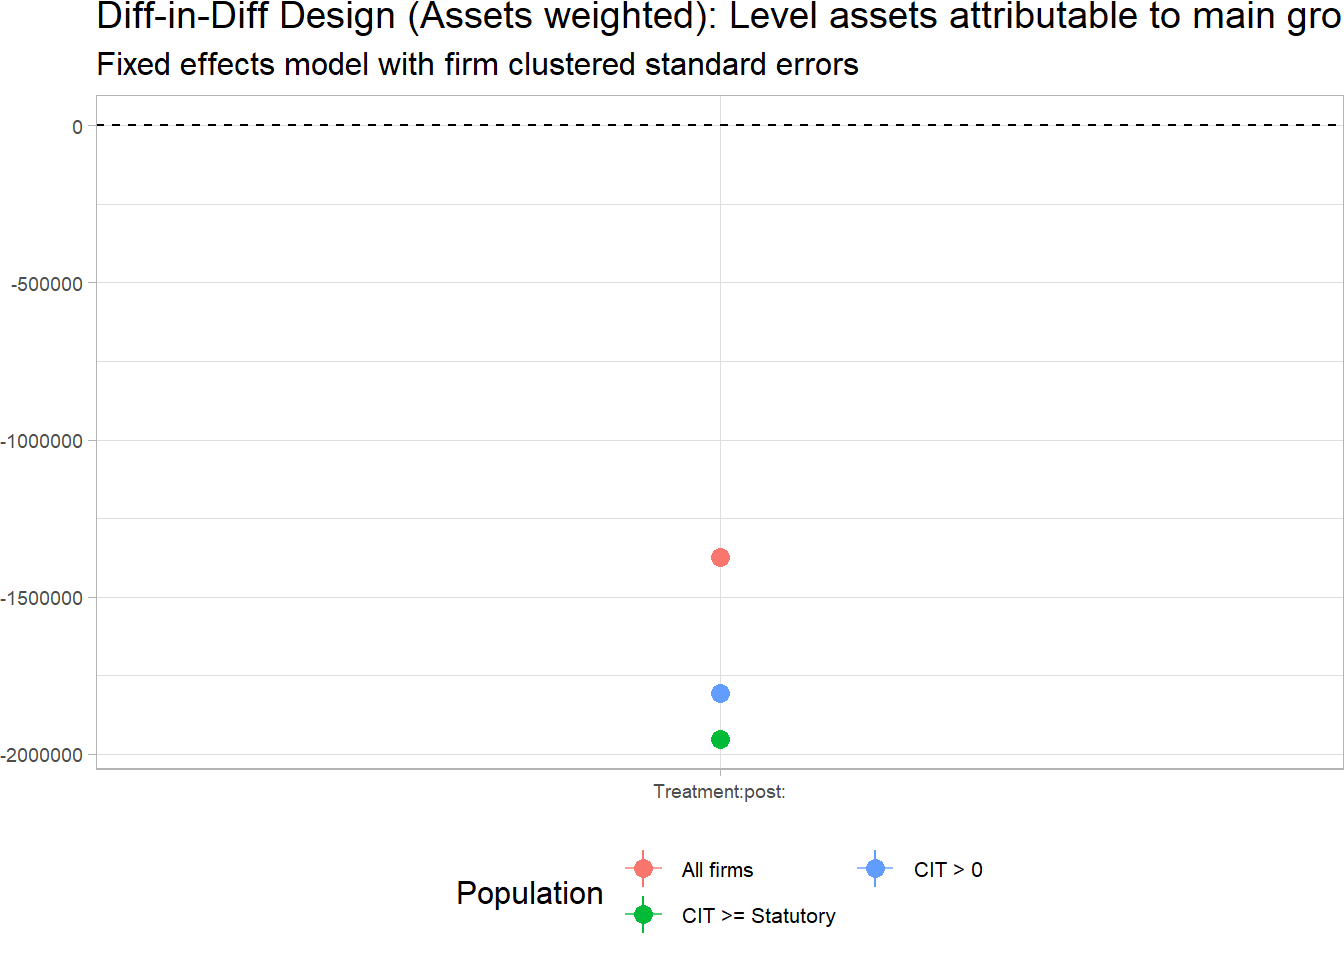 Diff-in-Diff Design (Assets weighted): Level assets attributable to main gro
Fixed effects model with firm clustered standard errors
0
-500000
-1000000
-1500000
-2000000
Treatment:post:
Population
All firms
CIT > 0
CIT >= Statutory